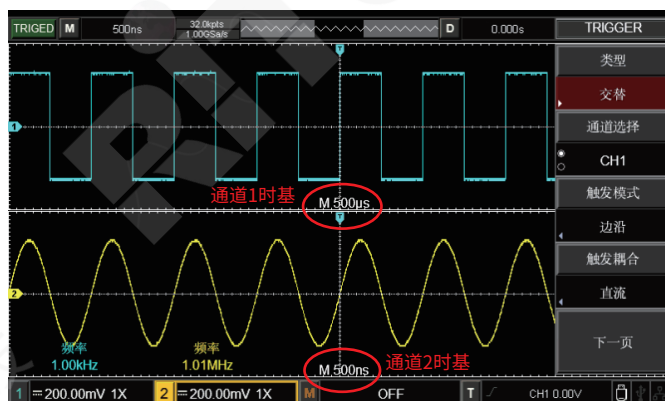 TRIGED M 500ns 32.0kpts 1.00GSa/s D 0.000s TRIGGER
类型
交替
通道选择
CH1
触发模式
边沿
触发耦合
直流
下一页
T
1
通道1时基
M 500μs
T
2
频率 频率
1.00kHz 1.01MHz
M 500ns 通道2时基
1 200.00mV 1X 2 200.00mV 1X M OFF T CH1 0.00V